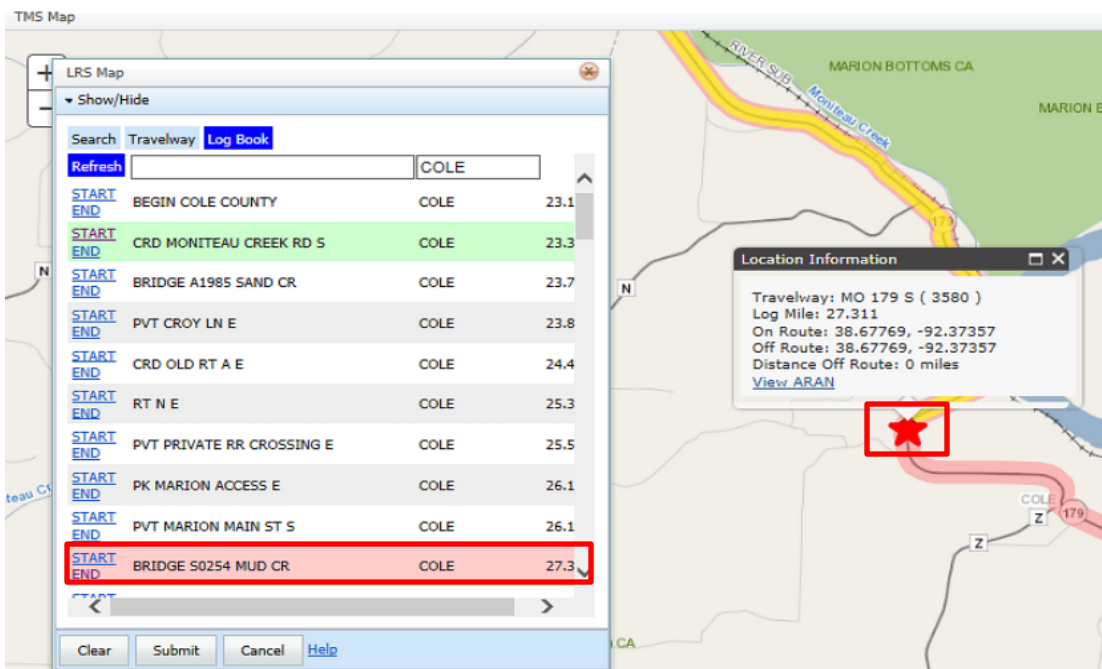 TMS Map
+
−
LRS Map
Show/Hide
Search Travelway Log Book
Refresh COLE
START END BEGIN COLE COUNTY COLE 23.1
START END CRD MONITEAU CREEK RD S COLE 23.3
START END BRIDGE A1985 SAND CR COLE 23.7
START END PVT CROY LN E COLE 23.8
START END CRD OLD RT A E COLE 24.4
START END RT N E COLE 25.3
START END PVT PRIVATE RR CROSSING E COLE 25.5
START END PK MARION ACCESS E COLE 26.1
START END PVT MARION MAIN ST S COLE 26.1
START END BRIDGE S0254 MUD CR COLE 27.3
Clear Submit Cancel Help
N
teau Cr
RIVER SUB
Moniteau Creek
MARION BOTTOMS CA
MARION B
179
N
Location Information
Travelway: MO 179 S ( 3580 )
Log Mile: 27.311
On Route: 38.67769, -92.37357
Off Route: 38.67769, -92.37357
Distance Off Route: 0 miles
View ARAN
COLE
Z
179
Z
CA